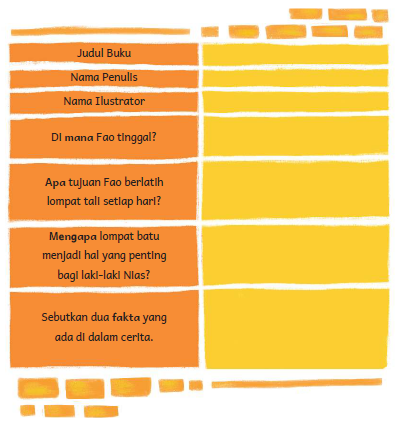 Judul Buku
Nama Penulis
Nama Ilustrator
Di mana Fao tinggal?
Apa tujuan Fao berlatih
lompat tali setiap hari?
Mengapa lompat batu
menjadi hal yang penting
bagi laki-laki Nias?
Sebutkan dua fakta yang
ada di dalam cerita.